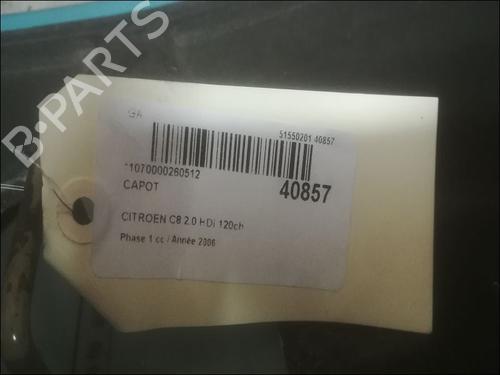 B-PARTS
GA
51550201 40857
*1070000260512
CAPOT
40857
CITROEN C8 2.0 HDi 120ch
Phase 1 cc / Année 2006